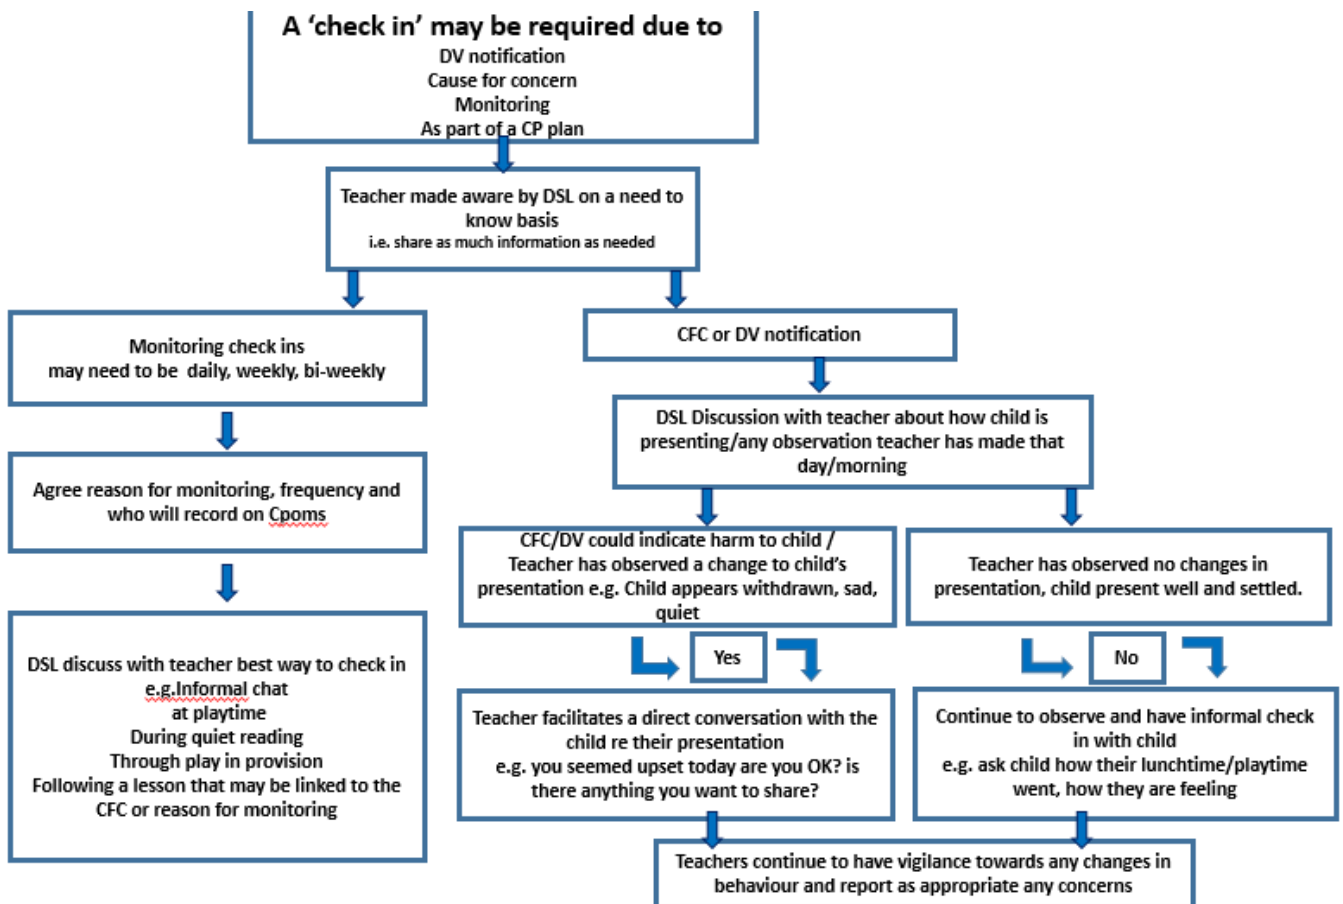 A ‘check in’ may be required due to
DV notification
Cause for concern
Monitoring
As part of a CP plan
Teacher made aware by DSL on a need to
know basis
i.e. share as much information as needed
Monitoring check ins
may need to be  daily, weekly, bi-weekly
Agree reason for monitoring, frequency and
who will record on Cpoms
DSL discuss with teacher best way to check in
e.g.Informal chat
at playtime
During quiet reading
Through play in provision
Following a lesson that may be linked to the
CFC or reason for monitoring
CFC or DV notification
DSL Discussion with teacher about how child is
presenting/any observation teacher has made that
day/morning
CFC/DV could indicate harm to child /
Teacher has observed a change to child’s
presentation e.g. Child appears withdrawn, sad,
quiet
Yes
Teacher facilitates a direct conversation with the
child re their presentation
e.g. you seemed upset today are you OK? is
there anything you want to share?
Teacher has observed no changes in
presentation, child present well and settled.
No
Continue to observe and have informal check
in with child
e.g. ask child how their lunchtime/playtime
went, how they are feeling
Teachers continue to have vigilance towards any changes in
behaviour and report as appropriate any concerns